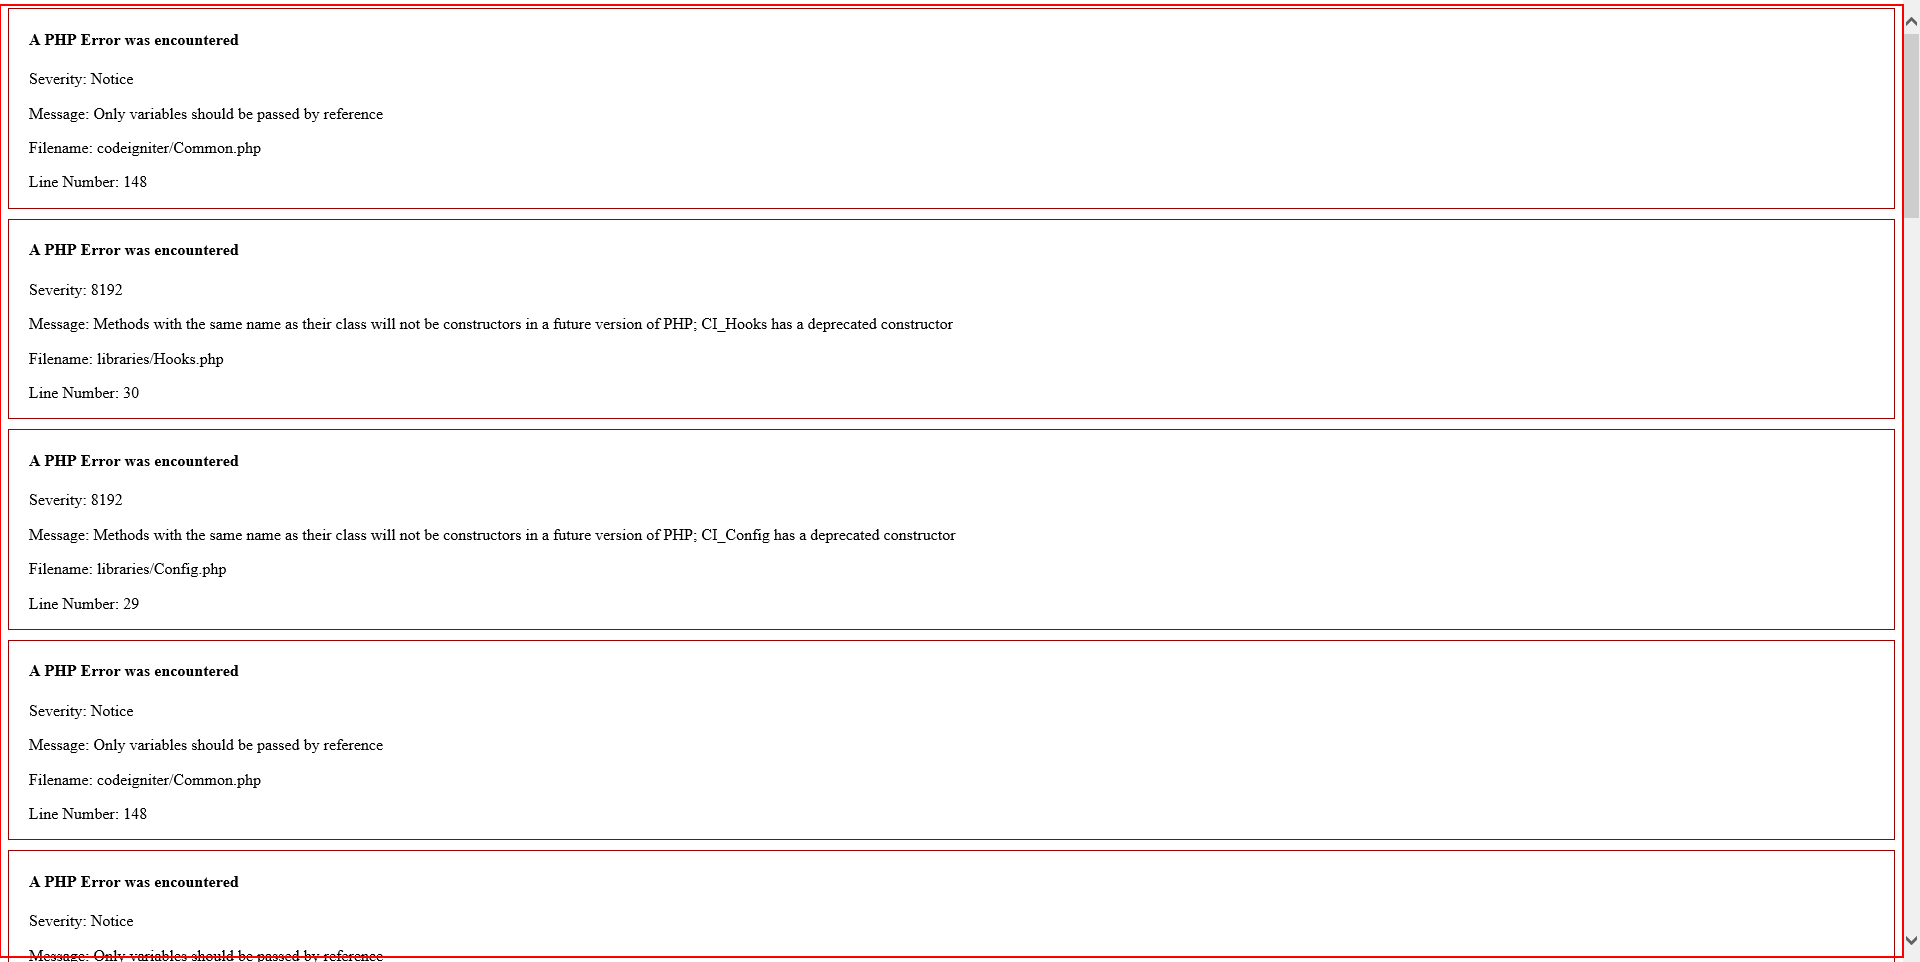 A PHP Error was encountered
Severity: Notice
Message: Only variables should be passed by reference
Filename: codeigniter/Common.php
Line Number: 148
A PHP Error was encountered
Severity: 8192
Message: Methods with the same name as their class will not be constructors in a future version of PHP; CI_Hooks has a deprecated constructor
Filename: libraries/Hooks.php
Line Number: 30
A PHP Error was encountered
Severity: 8192
Message: Methods with the same name as their class will not be constructors in a future version of PHP; CI_Config has a deprecated constructor
Filename: libraries/Config.php
Line Number: 29
A PHP Error was encountered
Severity: Notice
Message: Only variables should be passed by reference
Filename: codeigniter/Common.php
Line Number: 148
A PHP Error was encountered
Severity: Notice
Message: Only variables should be passed by reference